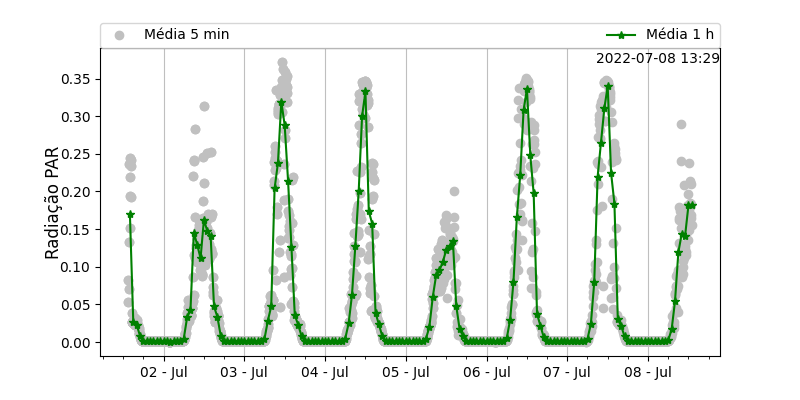 Média 5 min
Média 1 h
2022-07-08 13:29
Radiação PAR
0.35
0.30
0.25
0.20
0.15
0.10
0.05
0.00
02 - Jul
03 - Jul
04 - Jul
05 - Jul
06 - Jul
07 - Jul
08 - Jul